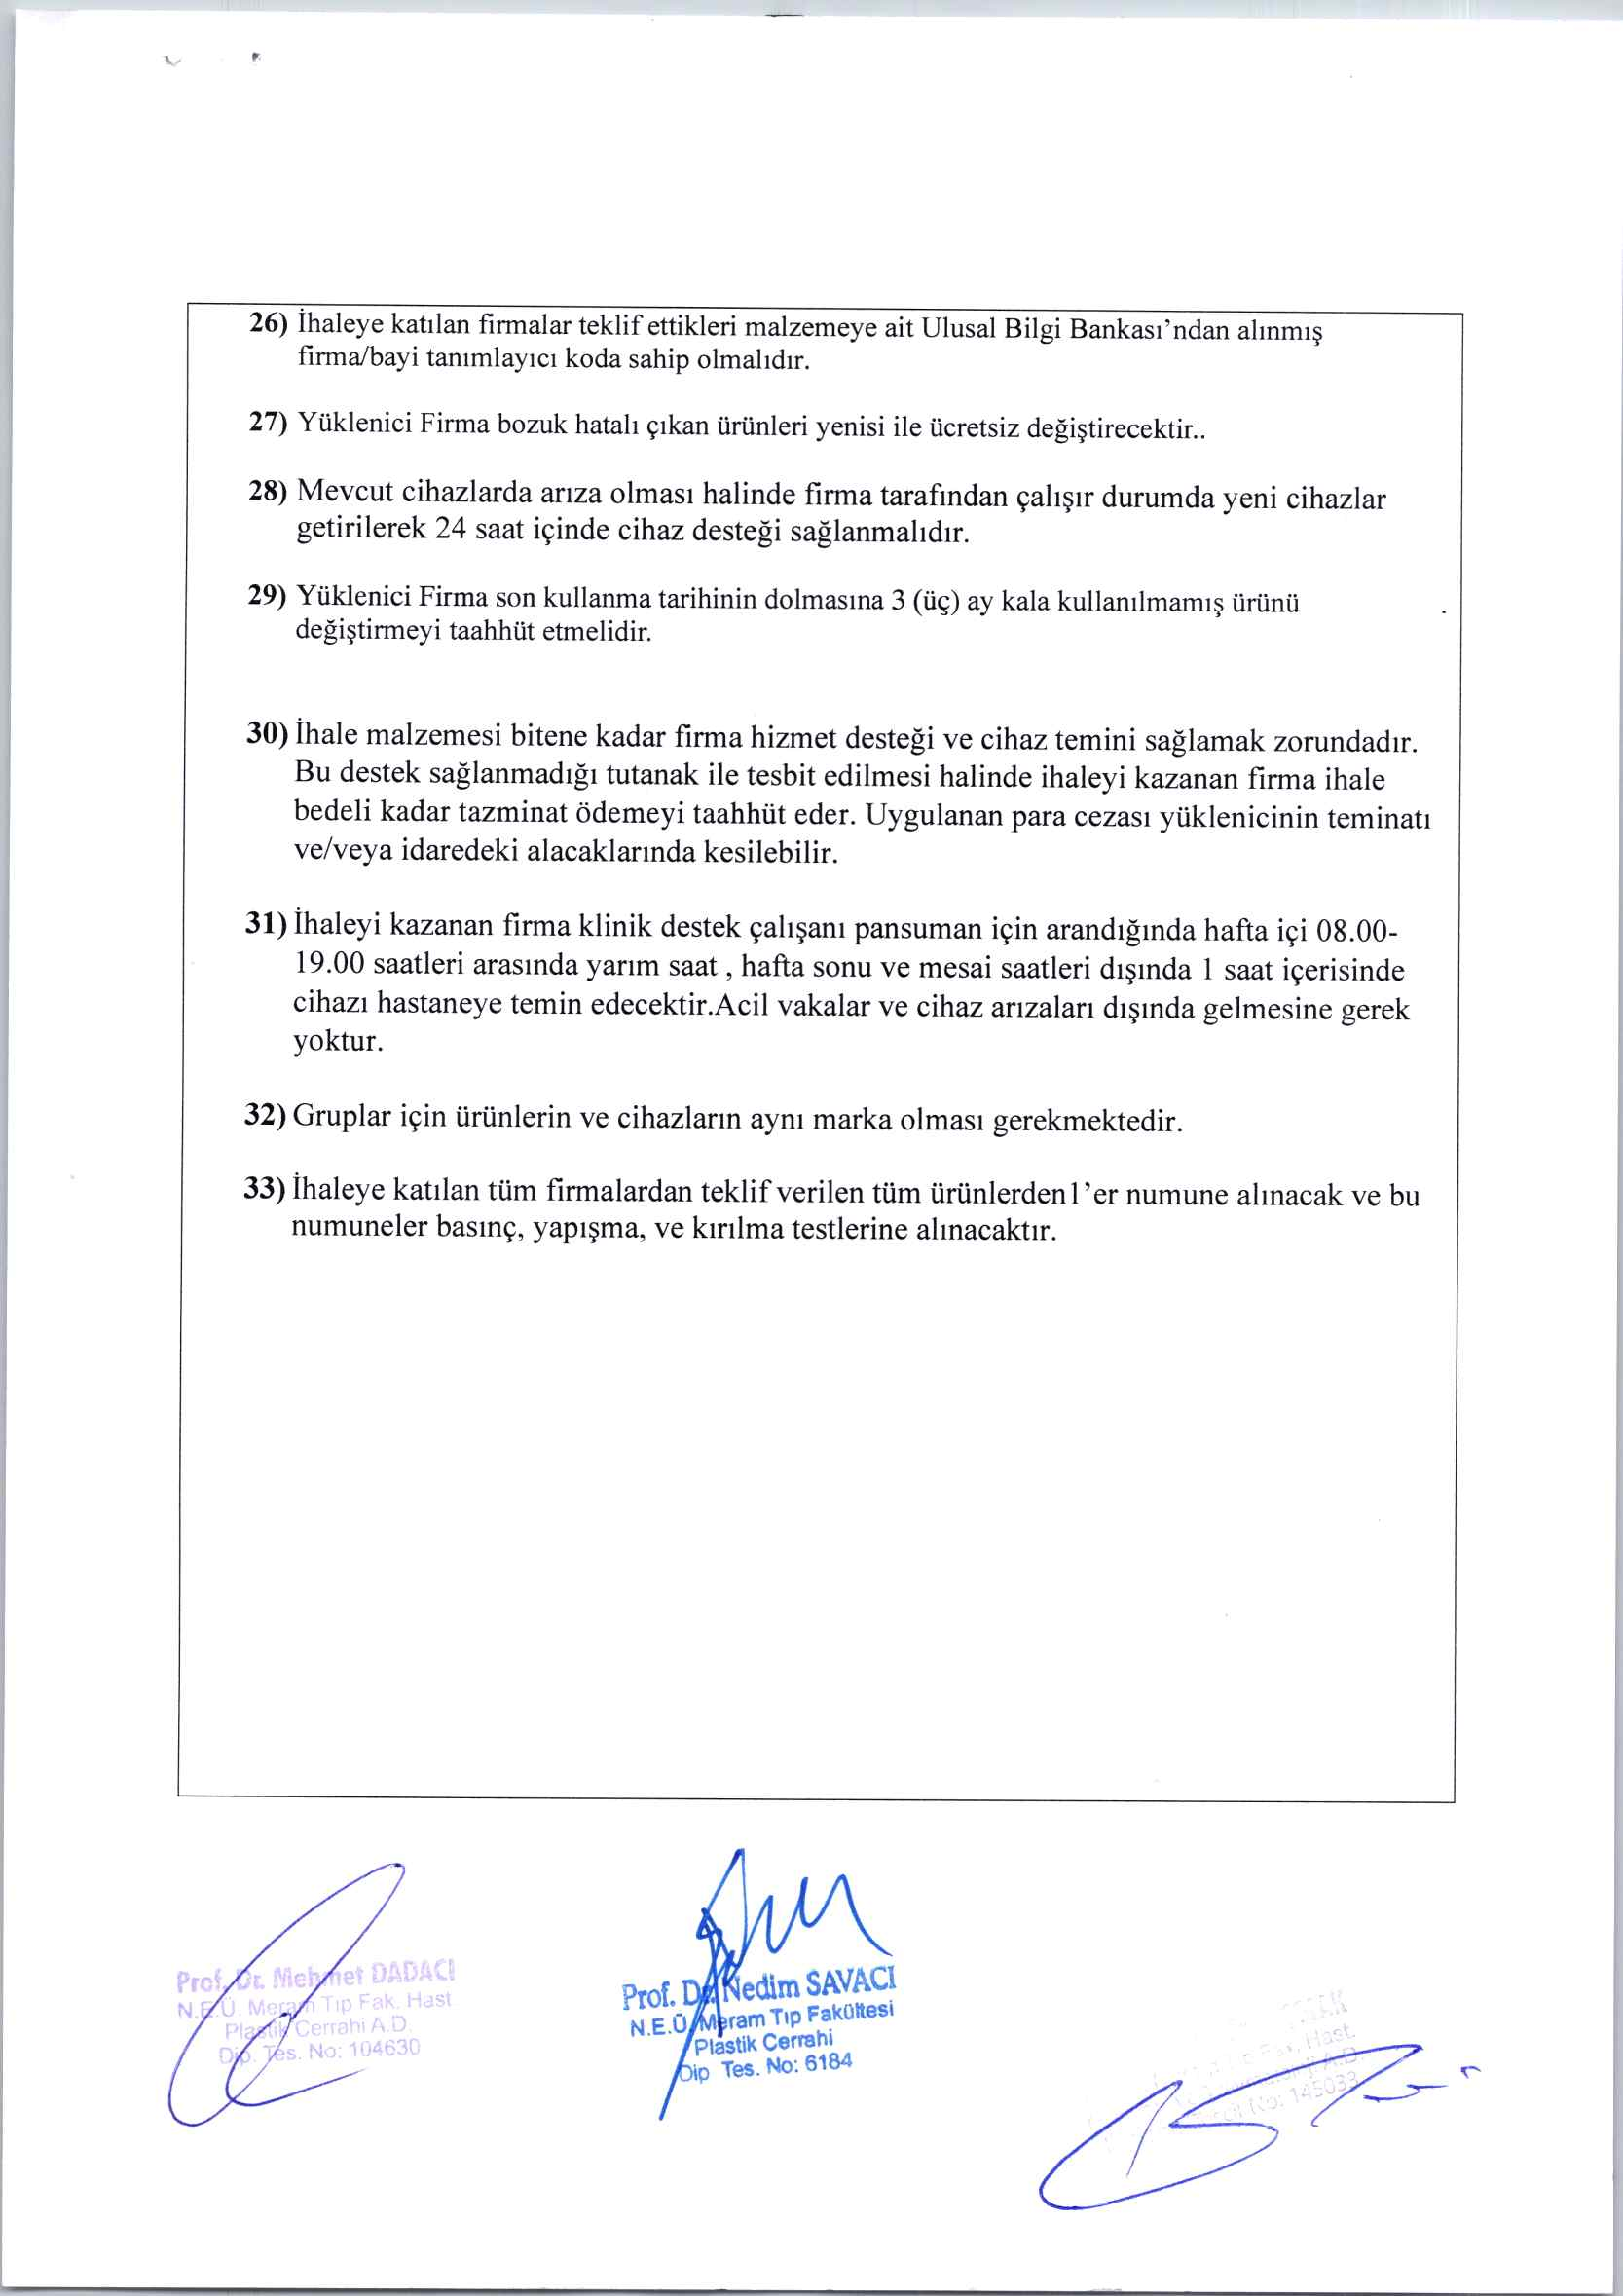 26) İhaleye katılan firmalar teklif ettikleri malzemeye ait Ulusal Bilgi Bankası'ndan alınmış
firma/bayi tanımlayıcı koda sahip olmalıdır.
27) Yüklenici Firma bozuk hatalı çıkan ürünleri yenisi ile ücretsiz değiştirecektir..
28) Mevcut cihazlarda arıza olması halinde firma tarafından çalışır durumda yeni cihazlar
getirilerek 24 saat içinde cihaz desteği sağlanmalıdır.
29) Yüklenici Firma son kullanma tarihinin dolmasına 3 (üç) ay kala kullanılmamış ürünü
değiştirmeyi taahhüt etmelidir.
30) İhale malzemesi bitene kadar firma hizmet desteği ve cihaz temini sağlamak zorundadır.
Bu destek sağlanmadığı tutanak ile tesbit edilmesi halinde ihaleyi kazanan firma ihale
bedeli kadar tazminat ödemeyi taahhüt eder. Uygulanan para cezası yüklenicinin teminatı
ve/veya idaredeki alacaklarında kesilebilir.
31) İhaleyi kazanan firma klinik destek çalışanı pansuman için arandığında hafta içi 08.00-
19.00 saatleri arasında yarım saat , hafta sonu ve mesai saatleri dışında 1 saat içerisinde
cihazı hastaneye temin edecektir.Acil vakalar ve cihaz arızaları dışında gelmesine gerek
yoktur.
32) Gruplar için ürünlerin ve cihazların aynı marka olması gerekmektedir.
33) İhaleye katılan tüm firmalardan teklif verilen tüm ürünlerden1'er numune alınacak ve bu
numuneler basınç, yapışma, ve kırılma testlerine alınacaktır.
Prof. Dr. Mehmet DADACI
N.E.Ü. Meram Tıp Fak. Hast
Plastik Cerrahi A.D.
Dip. Tes. No: 104630
Prof. Dr. Nedim SAVACI
N.E.Ü. Meram Tıp Fakültesi
Plastik Cerrahi
Dip Tes. No: 6184
Hast.
A.D.
No: 145033